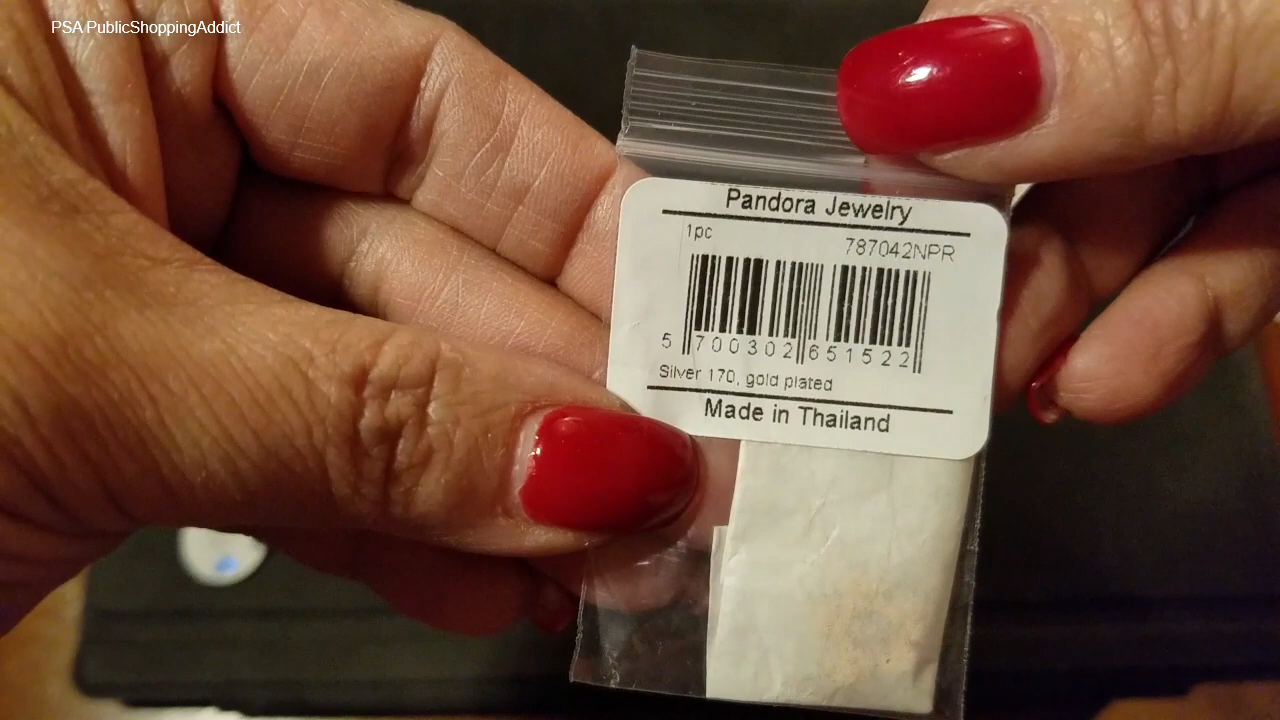 PSA PublicShoppingAddict
Pandora Jewelry
1pc 787042NPR
5 700302 651522
Silver 170, gold plated
Made in Thailand